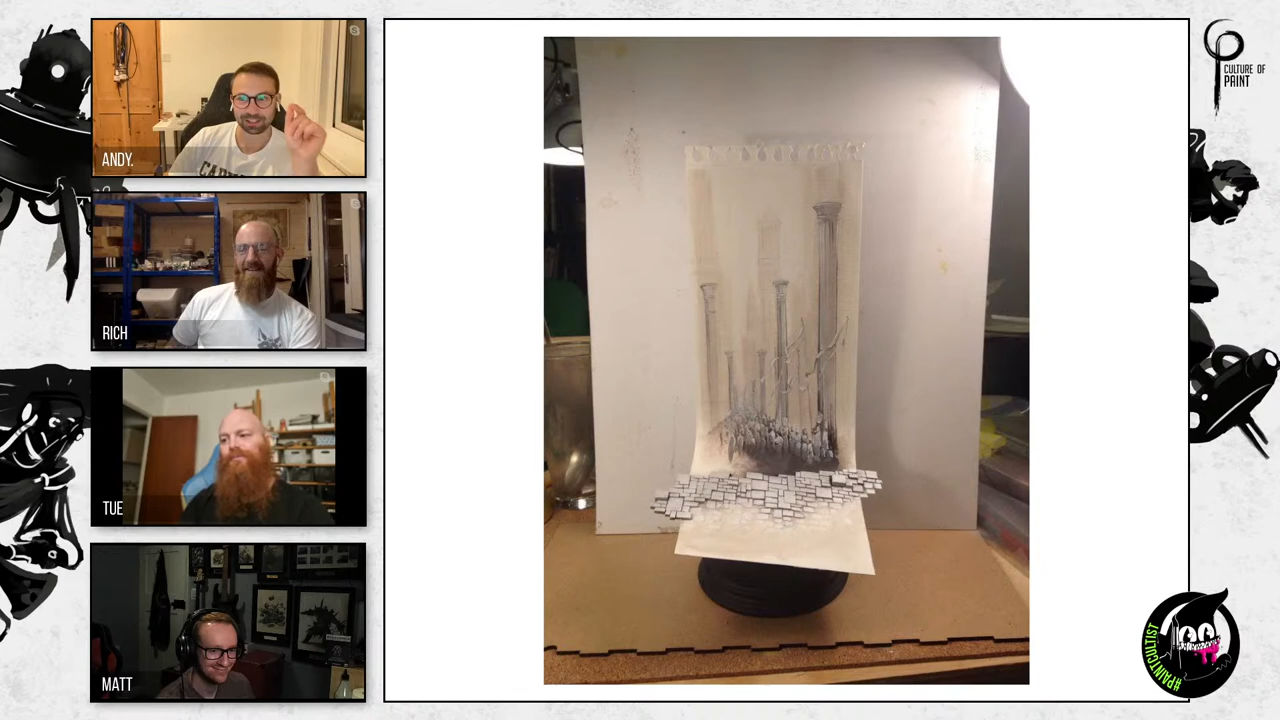 ANDY.
RICH
TUE
MATT
CULTURE OF
PAINT
#PAINTCULTIST